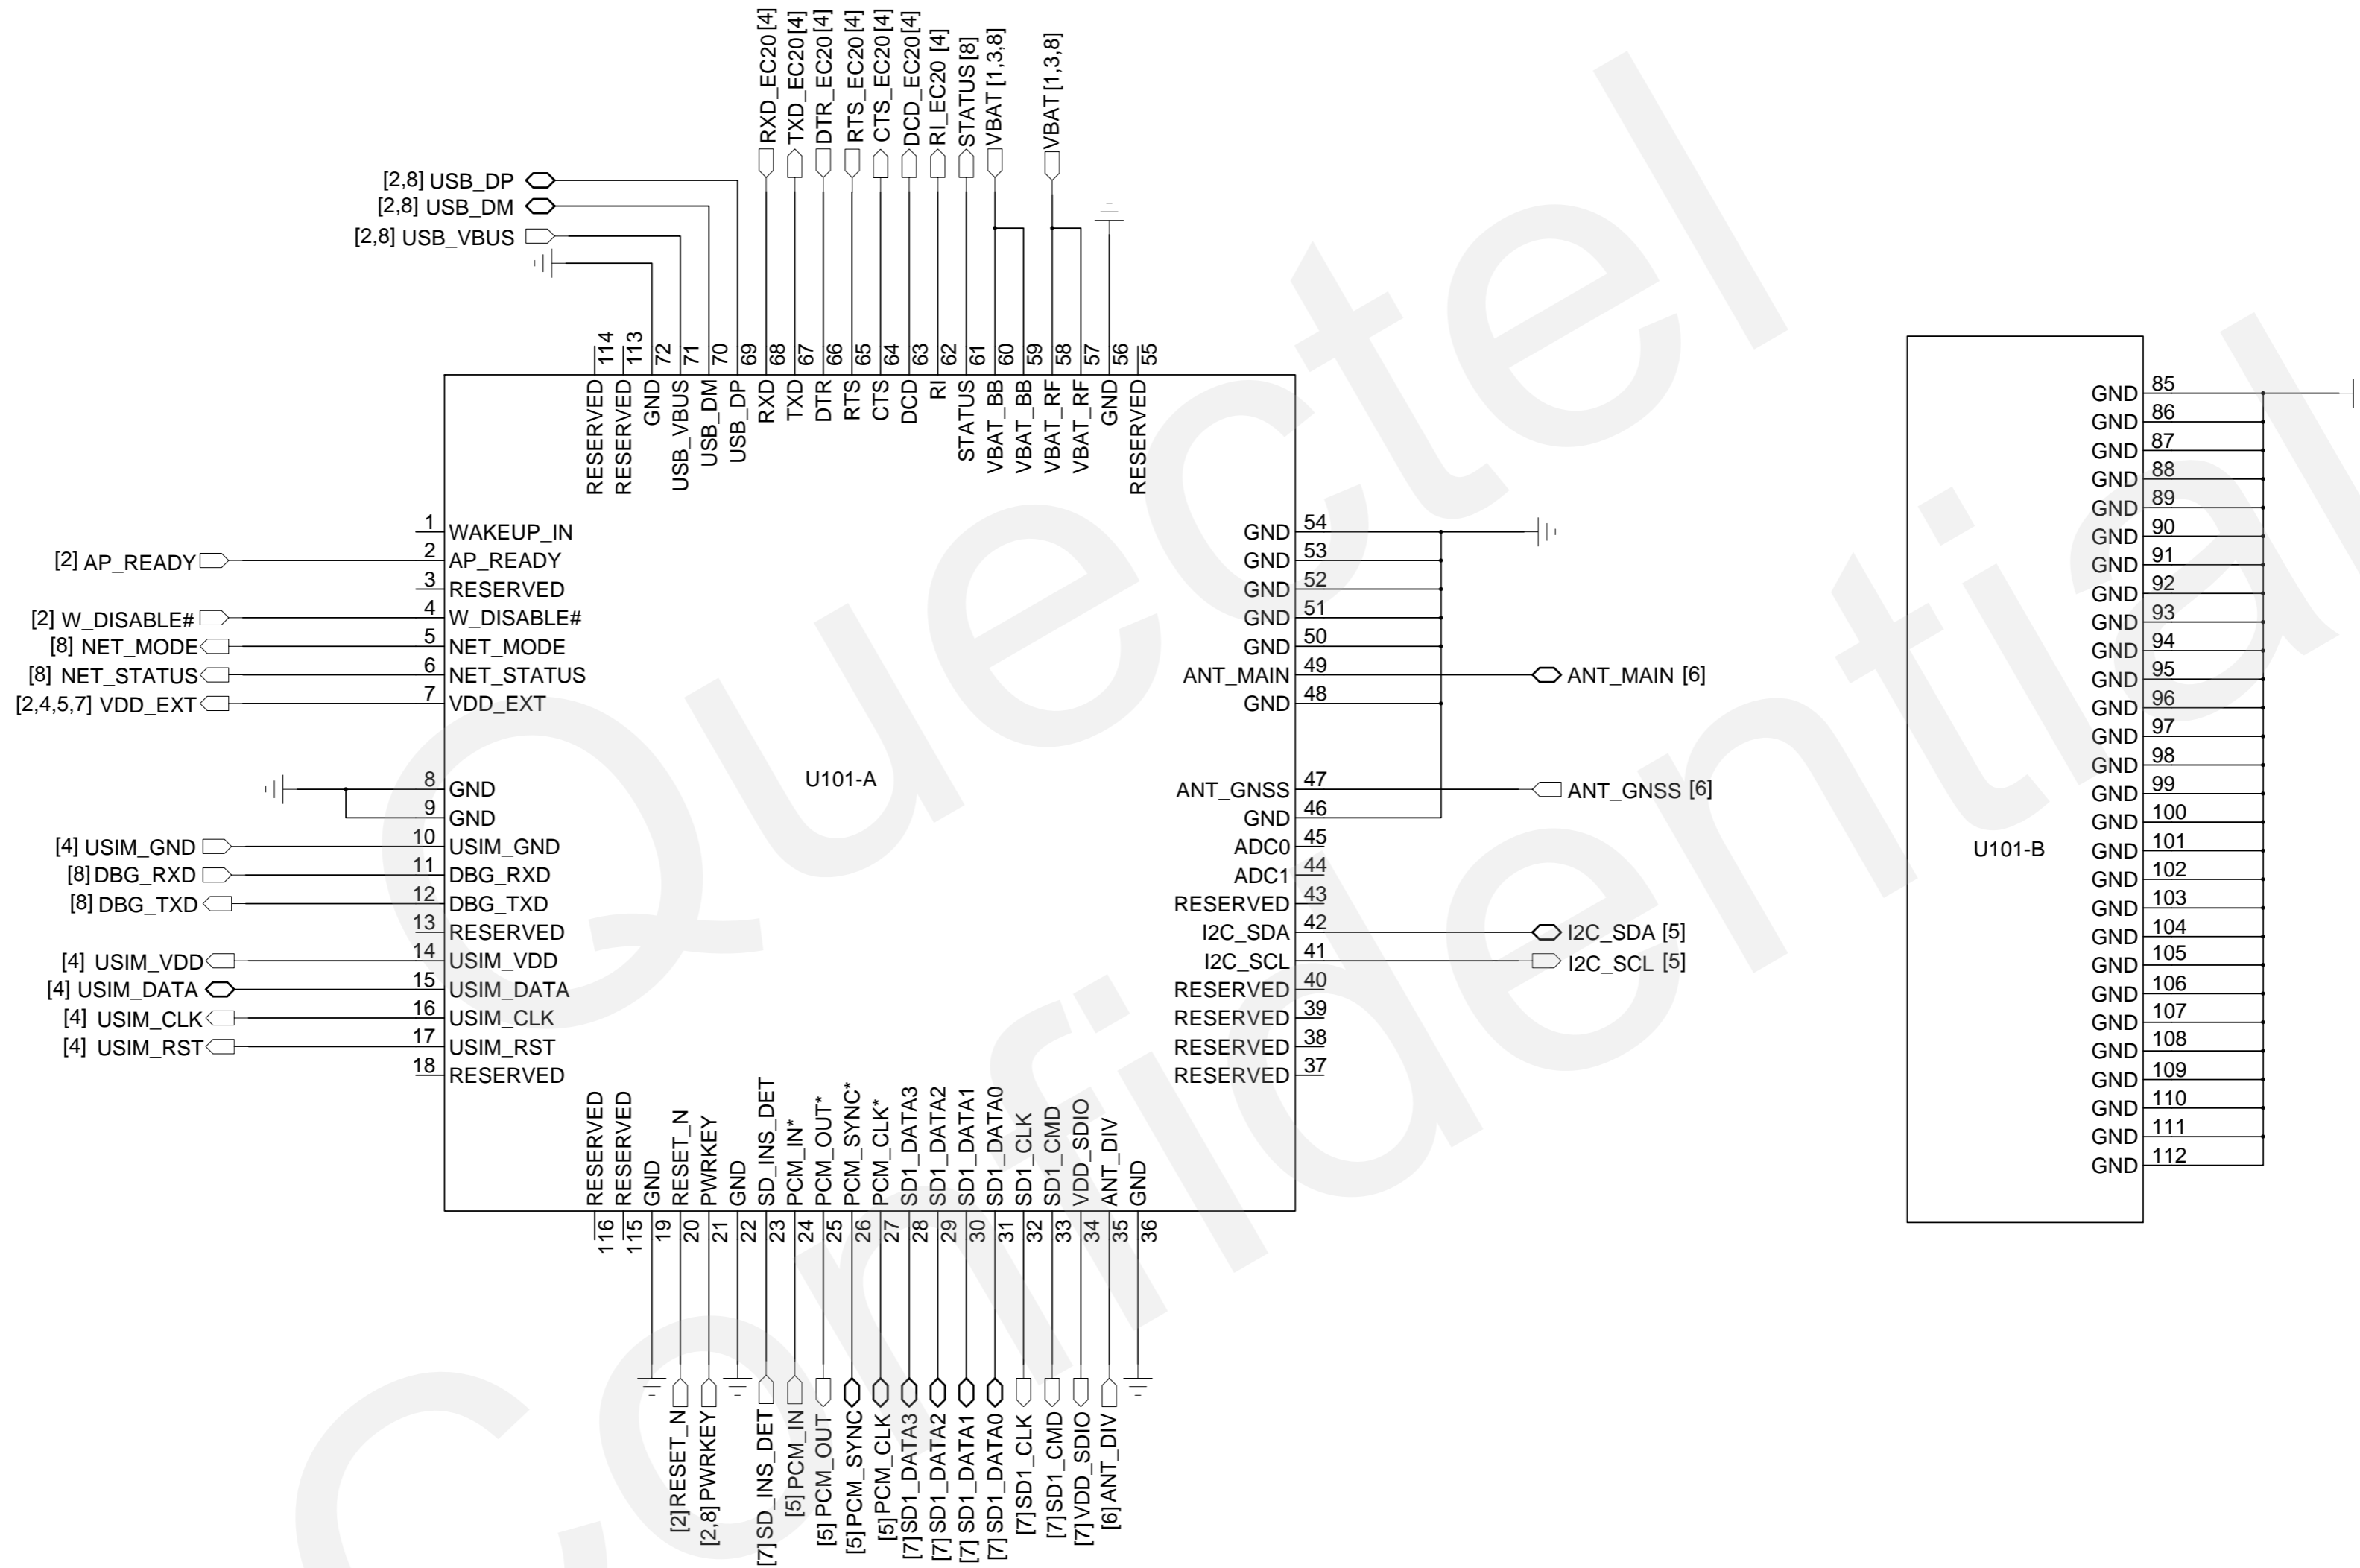 RXD_EC20 [4]
TXD_EC20 [4]
DTR_EC20 [4]
RTS_EC20 [4]
CTS_EC20 [4]
DCD_EC20 [4]
RI_EC20 [4]
STATUS [8]
VBAT [1,3,8]
VBAT [1,3,8]
[2,8] USB_DP
[2,8] USB_DM
[2,8] USB_VBUS
114 RESERVED
113 RESERVED
72 GND
71 USB_VBUS
70 USB_DM
69 USB_DP
68 RXD
67 TXD
66 DTR
65 RTS
64 CTS
63 DCD
62 RI
61 STATUS
60 VBAT_BB
59 VBAT_BB
58 VBAT_RF
57 VBAT_RF
56 GND
55 RESERVED
1 WAKEUP_IN
[2] AP_READY 2 AP_READY
3 RESERVED
[2] W_DISABLE# 4 W_DISABLE#
[8] NET_MODE 5 NET_MODE
[8] NET_STATUS 6 NET_STATUS
[2,4,5,7] VDD_EXT 7 VDD_EXT
8 GND
9 GND
[4] USIM_GND 10 USIM_GND
[8] DBG_RXD 11 DBG_RXD
[8] DBG_TXD 12 DBG_TXD
13 RESERVED
[4] USIM_VDD 14 USIM_VDD
[4] USIM_DATA 15 USIM_DATA
[4] USIM_CLK 16 USIM_CLK
[4] USIM_RST 17 USIM_RST
18 RESERVED
U101-A
GND 54
GND 53
GND 52
GND 51
GND 50
ANT_MAIN 49 ANT_MAIN [6]
GND 48
ANT_GNSS 47 ANT_GNSS [6]
GND 46
ADC0 45
ADC1 44
RESERVED 43
I2C_SDA 42 I2C_SDA [5]
I2C_SCL 41 I2C_SCL [5]
RESERVED 40
RESERVED 39
RESERVED 38
RESERVED 37
RESERVED 116
RESERVED 115
GND 19
RESET_N 20 [2] RESET_N
PWRKEY 21 [2,8] PWRKEY
GND 22
SD_INS_DET 23 [7] SD_INS_DET
PCM_IN* 24 [5] PCM_IN
PCM_OUT* 25 [5] PCM_OUT
PCM_SYNC* 26 [5] PCM_SYNC
PCM_CLK* 27 [5] PCM_CLK
SD1_DATA3 28 [7] SD1_DATA3
SD1_DATA2 29 [7] SD1_DATA2
SD1_DATA1 30 [7] SD1_DATA1
SD1_DATA0 31 [7] SD1_DATA0
SD1_CLK 32 [7] SD1_CLK
SD1_CMD 33 [7] SD1_CMD
VDD_SDIO 34 [7] VDD_SDIO
ANT_DIV 35 [6] ANT_DIV
GND 36
U101-B
GND 85
GND 86
GND 87
GND 88
GND 89
GND 90
GND 91
GND 92
GND 93
GND 94
GND 95
GND 96
GND 97
GND 98
GND 99
GND 100
GND 101
GND 102
GND 103
GND 104
GND 105
GND 106
GND 107
GND 108
GND 109
GND 110
GND 111
GND 112
Quectel
Confidential